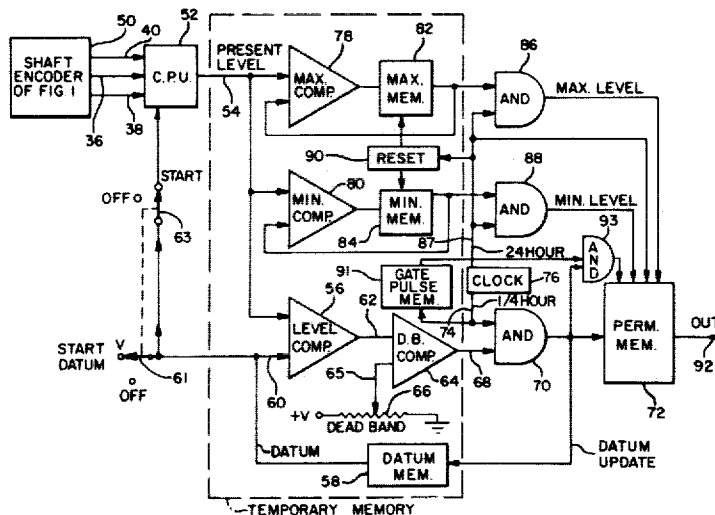 50
40
52
SHAFT
ENCODER
OF FIG 1
C.P.U.
36
38
PRESENT
LEVEL
54
78
MAX. COMP.
82
MAX.
MEM.
86
AND
MAX. LEVEL
90
RESET
START
OFF
63
80
MIN. COMP.
MIN. MEM.
84
87
88
AND
MIN. LEVEL
93
AND
24 HOUR
91
GATE
PULSE
MEM.
CLOCK
76
1/4 HOUR
56
LEVEL
COMP.
62
74
D.B.
COMP.
64
68
AND
70
PERM.
MEM.
72
OUT
92
START
DATUM
V
OFF
61
60
65
66
+V
DEAD BAND
DATUM
DATUM
MEM.
58
DATUM
UPDATE
TEMPORARY MEMORY